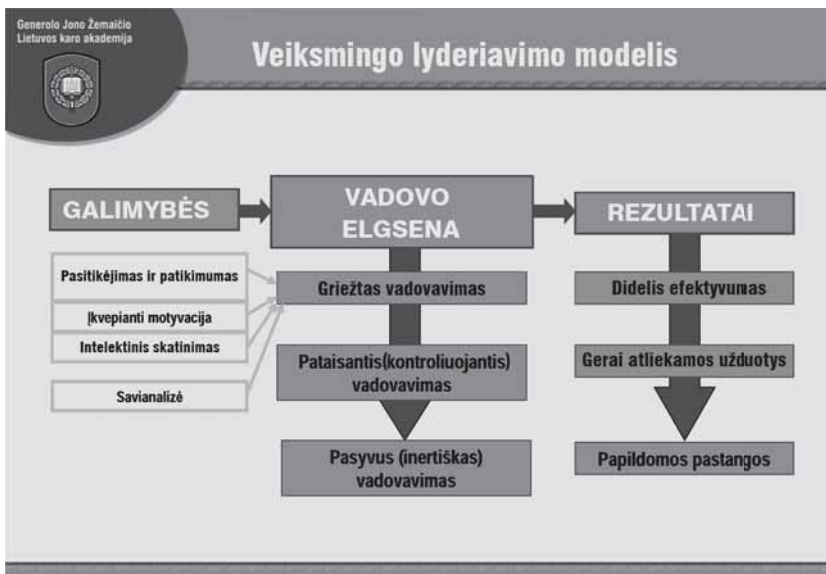 Generolo Jono Žemaičio
Lietuvos karo akademija
Veiksmingo lyderiavimo modelis
GALIMYBĖS
VADOVO
ELGSENA
REZULTATAI
Pasitikėjimas ir patikimumas
Įkvepianti motyvacija
Intelektinis skatinimas
Savianalizė
Griežtas vadovavimas
Pataisantis(kontroliuojantis)
vadovavimas
Pasyvus (inertiškas)
vadovavimas
Didelis efektyvumas
Gerai atliekamos užduotys
Papildomos pastangos